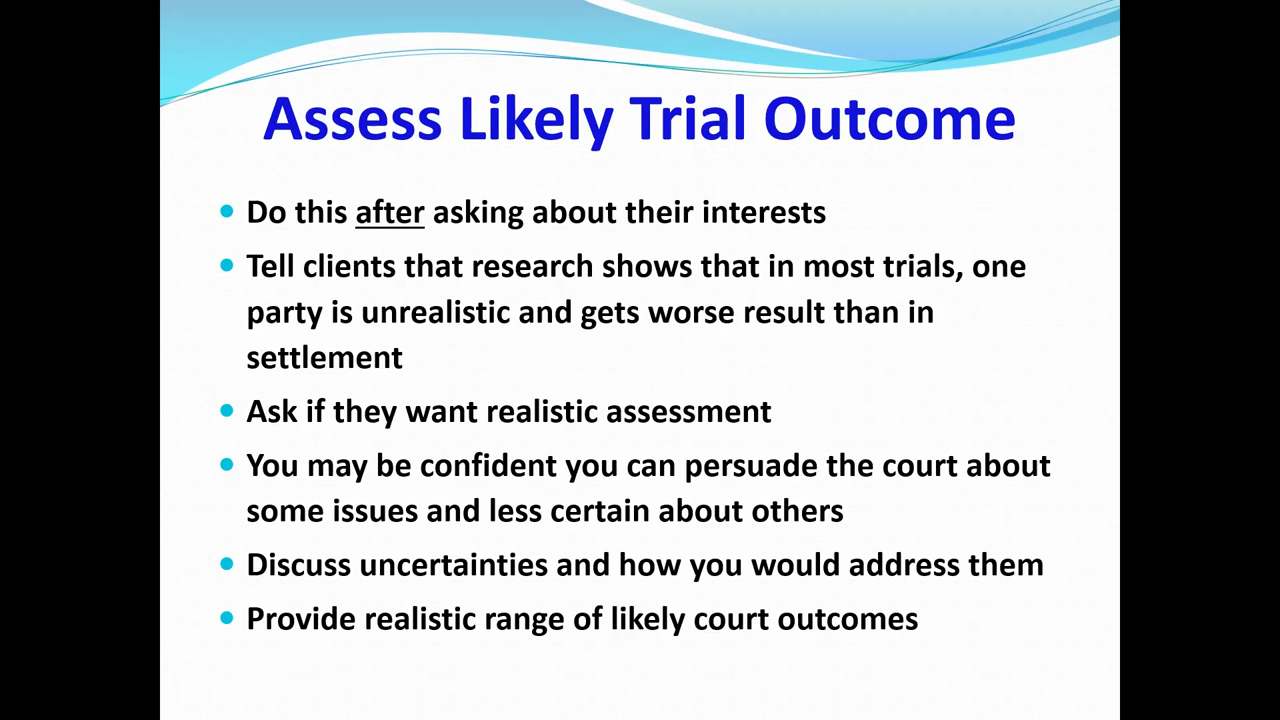 Assess Likely Trial Outcome
Do this after asking about their interests
Tell clients that research shows that in most trials, one
party is unrealistic and gets worse result than in
settlement
Ask if they want realistic assessment
You may be confident you can persuade the court about
some issues and less certain about others
Discuss uncertainties and how you would address them
Provide realistic range of likely court outcomes